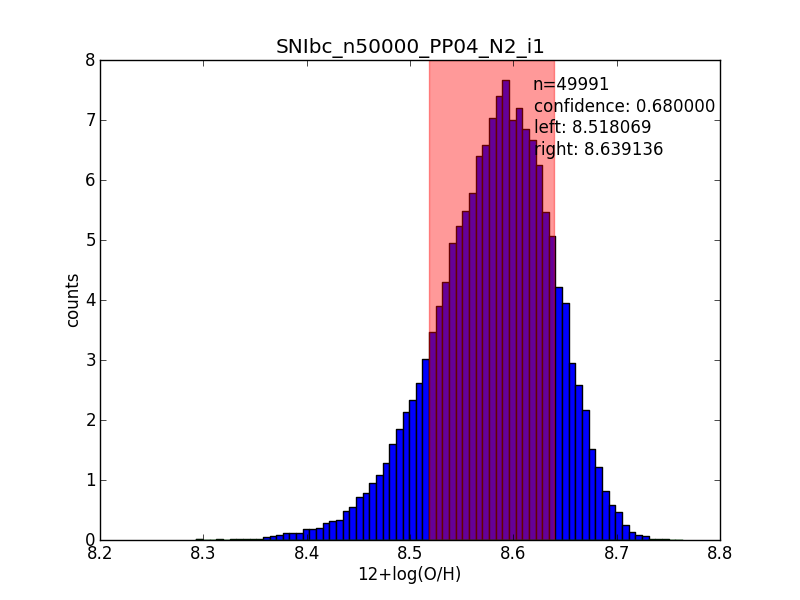 SNIbc_n50000_PP04_N2_i1
8
n=49991
7
confidence: 0.680000
left: 8.518069
right: 8.639136
6
5
counts
4
3
2
1
0
8.2 8.3 8.4 8.5 8.6 8.7 8.8
12+log(O/H)